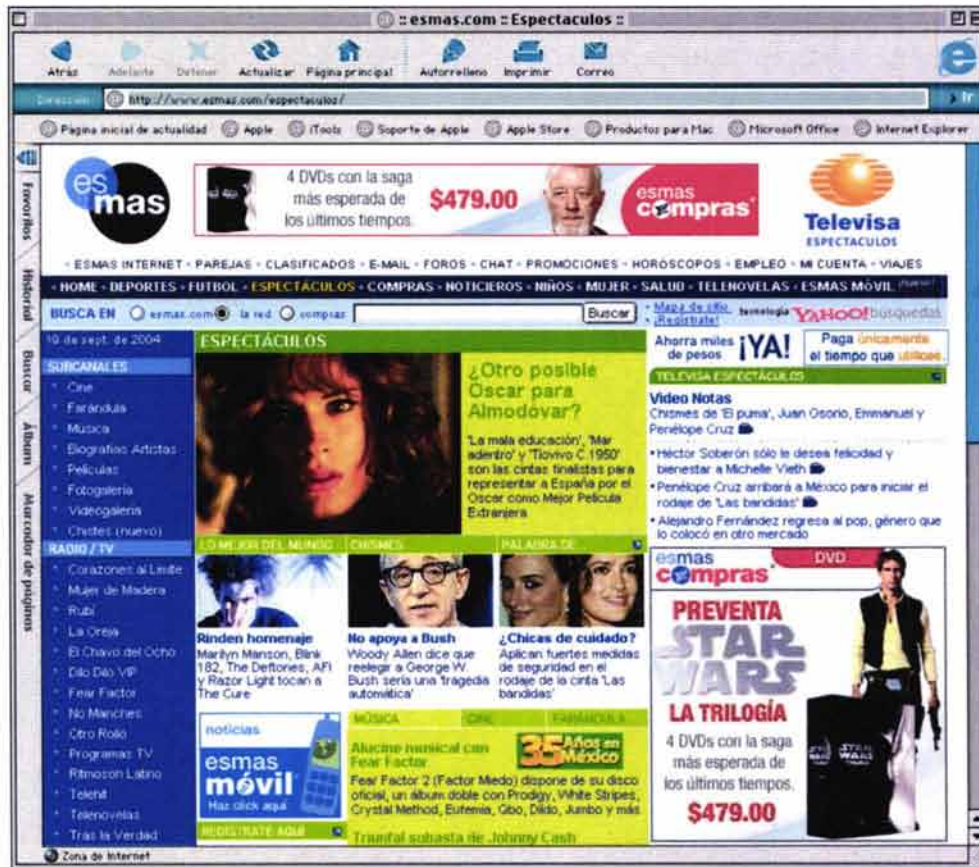 :: esmas.com :: Espectaculos ::
Atrás Adelante Detener Actualizar Página principal Autorrelleno Imprimir Correo
Dirección: http://www.esmas.com/espectaculos/ Ir
Página inicial de actualidad Apple iTools Soporte de Apple Apple Store Productos para Mac Microsoft Office Internet Explorer
Favoritos
Historial
Buscar
Álbum
Marcador de páginas
es
mas
4 DVDs con la saga
más esperada de
los últimos tiempos.
$479.00
esmas
compras
Televisa
ESPECTACULOS
- ESMAS INTERNET - PAREJAS - CLASIFICADOS - E-MAIL - FOROS - CHAT - PROMOCIONES - HORÓSCOPOS - EMPLEO - MI CUENTA - VIAJES
- HOME - DEPORTES - FUTBOL - ESPECTÁCULOS - COMPRAS - NOTICIEROS - NIÑOS - MUJER - SALUD - TELENOVELAS - ESMAS MÓVIL
BUSCA EN esmas.com la red compras Buscar
• Mapa de sitio
• ¡Regístrate!
tecnología YAHOO! búsquedas
19 de sept. de 2004
SUBCANALES
Cine
Farándula
Música
Biografías Artistas
Películas
Fotogalería
Videogalería
Chistes (nuevo)
RADIO / TV
Corazones al Límite
Mujer de Madera
Rubí
La Oreja
El Chavo del Ocho
Dilo Dilo VIP
Fear Factor
No Manches
Otro Rollo
Programas TV
Ritmoson Latino
Telehit
Telenovelas
Tras la Verdad
ESPECTÁCULOS
¿Otro posible
Oscar para
Almodóvar?
'La mala educación', 'Mar
adentro' y 'Tiovivo C.1950'
son las cintas finalistas para
representar a España por el
Oscar como Mejor Película
Extranjera
LO MEJOR DEL MUNDO
Rinden homenaje
Marilyn Manson, Blink
182, The Deftones, AFI
y Razor Light tocan a
The Cure
CHISMES
No apoya a Bush
Woody Allen dice que
reelegir a George W.
Bush sería una 'tragedia
automática'
PALABRA DE...
¿Chicas de cuidado?
Aplican fuertes medidas
de seguridad en el
rodaje de la cinta 'Las
bandidas'
noticias
esmas
móvil
Haz click aquí
REGÍSTRATE AQUÍ
MÚSICA CINE FARÁNDULA
Alucine musical con
Fear Factor
35 Años en
México
Fear Factor 2 (Factor Miedo) dispone de su disco
oficial, un álbum doble con Prodigy, White Stripes,
Crystal Method, Eutemia, Qbo, Dildo, Jumbo y más
Triunfal subasta de Johnny Cash
Ahorra miles
de pesos
¡YA!
Paga únicamente
el tiempo que utilices.
TELEVISA ESPECTÁCULOS
Video Notas
Chismes de 'El puma', Juan Osorio, Emmanuel y
Penélope Cruz
• Héctor Soberón sólo le desea felicidad y
bienestar a Michelle Vieth
• Penélope Cruz arribará a México para iniciar el
rodaje de 'Las bandidas'
• Alejandro Fernández regresa al pop, género que
lo colocó en otro mercado
esmas
compras
DVD
PREVENTA
STAR
WARS
LA TRILOGÍA
4 DVDs con la saga
más esperada de
los últimos tiempos.
$479.00
Zona de Internet